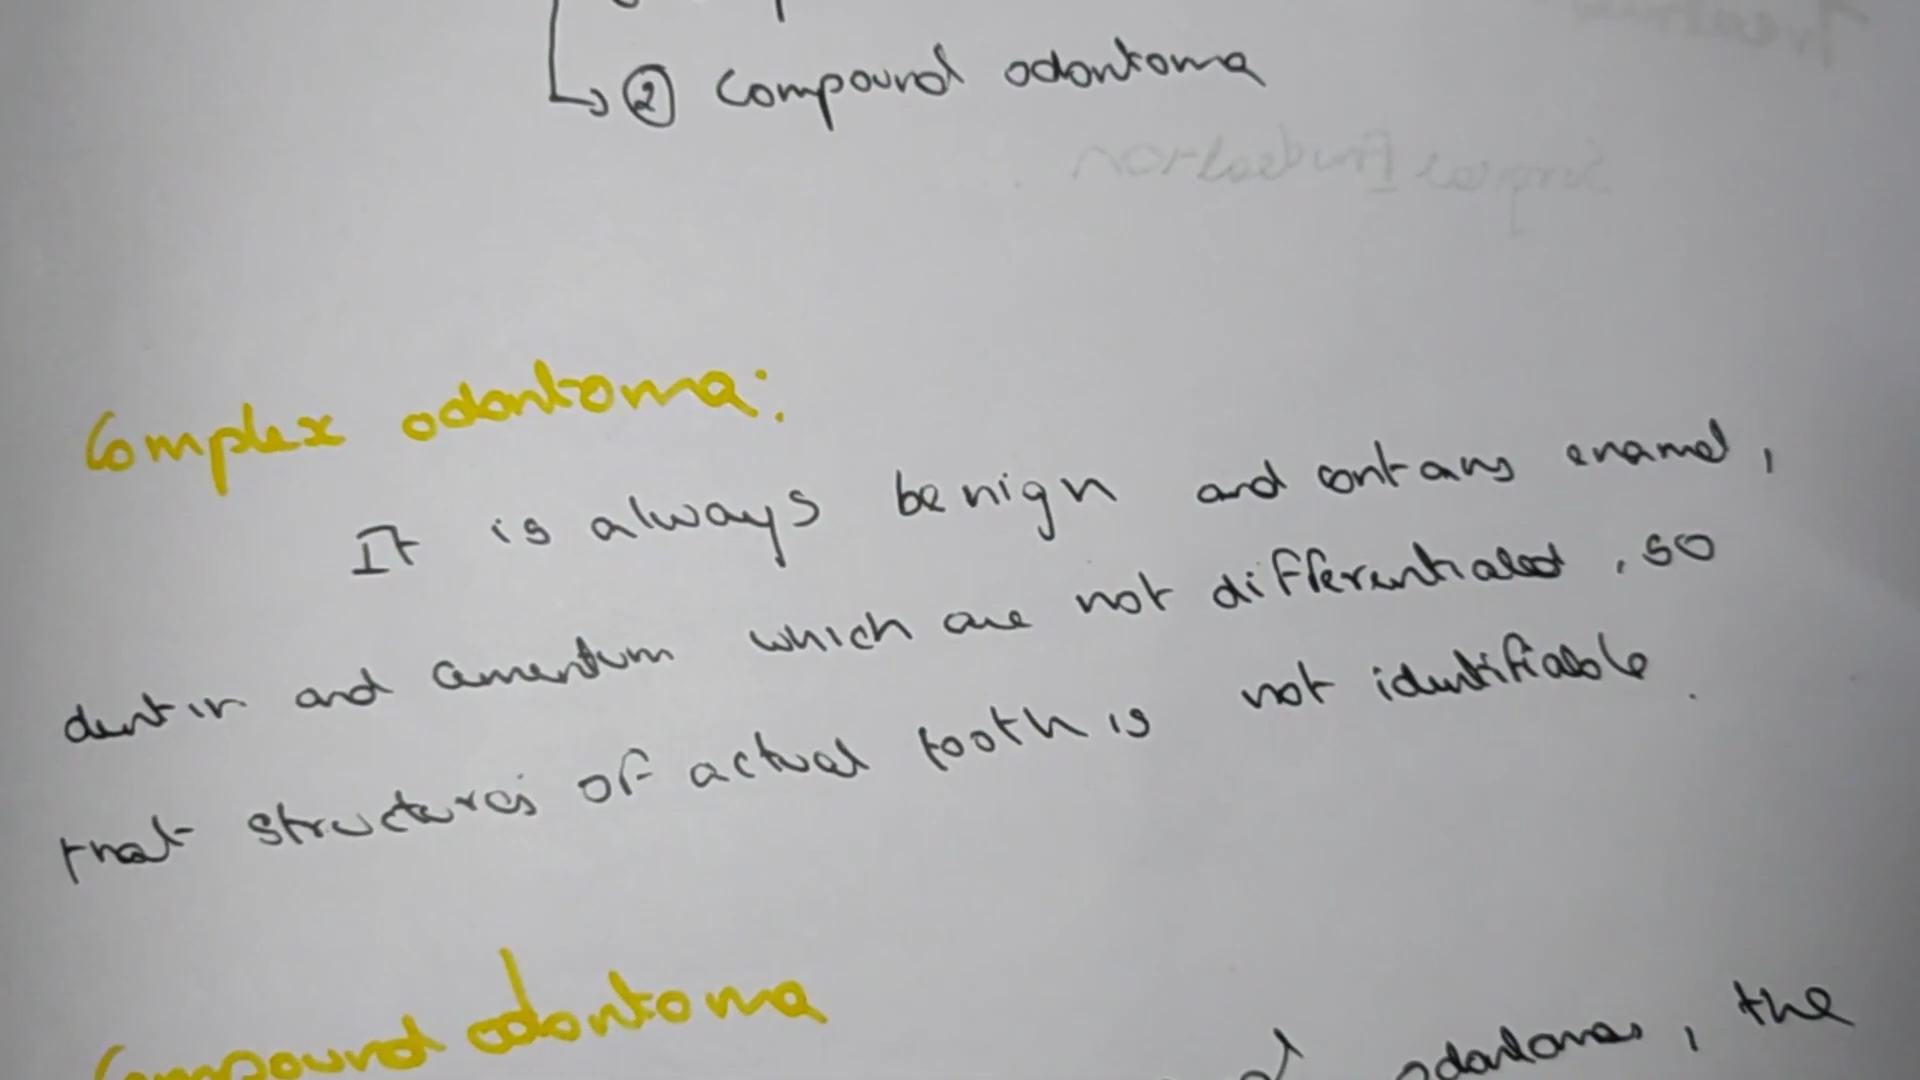 ② Compound odontoma
Complex odontoma:
It is always benign and contans enamel,
dentin and cementum which are not differentiated, so
that structures of actual tooth is not identifiable.
Compound odontoma
odontomas, the